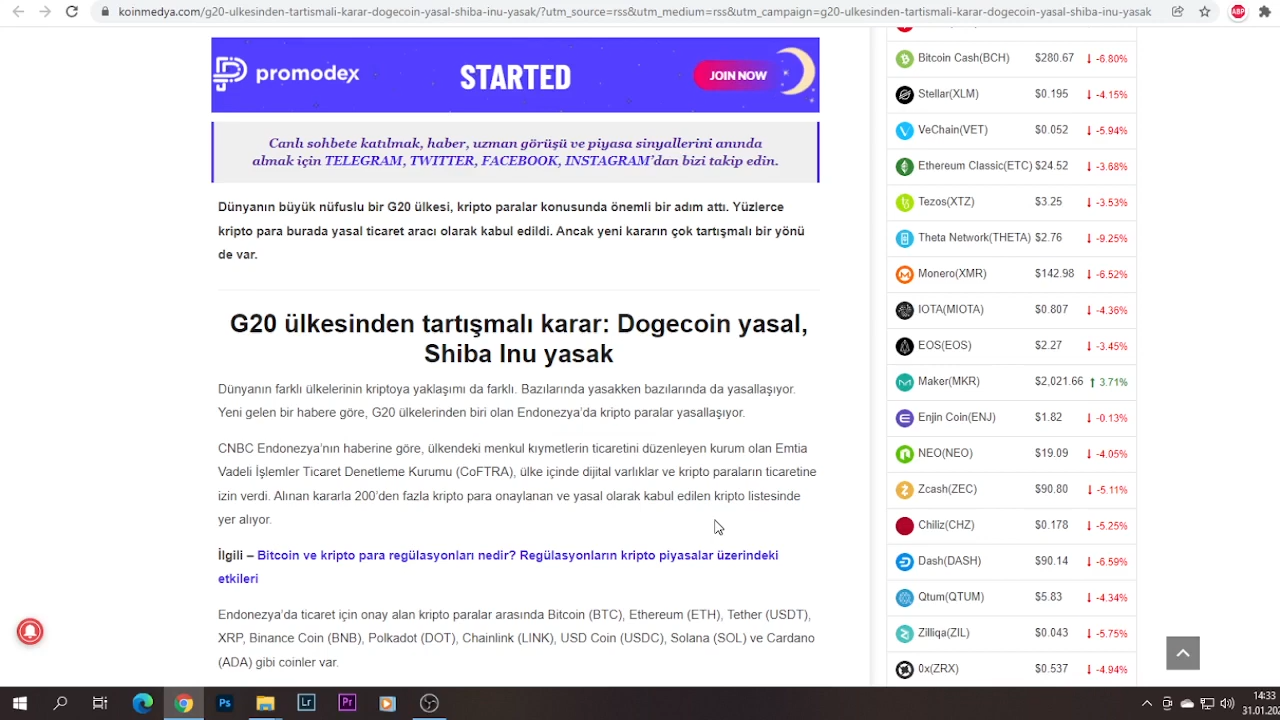 koinmedya.com/g20-ulkesinden-tartismali-karar-dogecoin-yasal-shiba-inu-yasak/?utm_source=rss&utm_medium=rss&utm_campaign=g20-ulkesinden-tartismali-karar-dogecoin-yasal-shiba-inu-yasak
ABP
promodex
STARTED
JOIN NOW
Canlı sohbete katılmak, haber, uzman görüşü ve piyasa sinyallerini anında
almak için TELEGRAM, TWITTER, FACEBOOK, INSTAGRAM'dan bizi takip edin.
Dünyanın büyük nüfuslu bir G20 ülkesi, kripto paralar konusunda önemli bir adım attı. Yüzlerce
kripto para burada yasal ticaret aracı olarak kabul edildi. Ancak yeni kararın çok tartışmalı bir yönü
de var.
G20 ülkesinden tartışmalı karar: Dogecoin yasal,
Shiba Inu yasak
Dünyanın farklı ülkelerinin kriptoya yaklaşımı da farklı. Bazılarında yasakken bazılarında da yasallaşıyor.
Yeni gelen bir habere göre, G20 ülkelerinden biri olan Endonezya'da kripto paralar yasallaşıyor.
CNBC Endonezya'nın haberine göre, ülkendeki menkul kıymetlerin ticaretini düzenleyen kurum olan Emtia
Vadeli İşlemler Ticaret Denetleme Kurumu (CoFTRA), ülke içinde dijital varlıklar ve kripto paraların ticaretine
izin verdi. Alınan kararla 200'den fazla kripto para onaylanan ve yasal olarak kabul edilen kripto listesinde
yer alıyor.
İlgili – Bitcoin ve kripto para regülasyonları nedir? Regülasyonların kripto piyasalar üzerindeki
etkileri
Endonezya'da ticaret için onay alan kripto paralar arasında Bitcoin (BTC), Ethereum (ETH), Tether (USDT),
XRP, Binance Coin (BNB), Polkadot (DOT), Chainlink (LINK), USD Coin (USDC), Solana (SOL) ve Cardano
(ADA) gibi coinler var.
Bitcoin Cash(BCH) $280.67 ↓ -6.80%
Stellar(XLM) $0.195 ↓ -4.15%
VeChain(VET) $0.052 ↓ -5.94%
Ethereum Classic(ETC) $24.52 ↓ -3.68%
Tezos(XTZ) $3.25 ↓ -3.53%
Theta Network(THETA) $2.76 ↓ -9.25%
Monero(XMR) $142.98 ↓ -6.52%
IOTA(MIOTA) $0.807 ↓ -4.36%
EOS(EOS) $2.27 ↓ -3.45%
Maker(MKR) $2,021.66 ↑ 3.71%
Enjin Coin(ENJ) $1.82 ↓ -0.13%
NEO(NEO) $19.09 ↓ -4.05%
Zcash(ZEC) $90.80 ↓ -5.11%
Chiliz(CHZ) $0.178 ↓ -5.25%
Dash(DASH) $90.14 ↓ -6.59%
Qtum(QTUM) $5.83 ↓ -4.34%
Zilliqa(ZIL) $0.043 ↓ -5.75%
0x(ZRX) $0.537 ↓ -4.94%
Ps
Lr
Pr
14:33
31.01.202